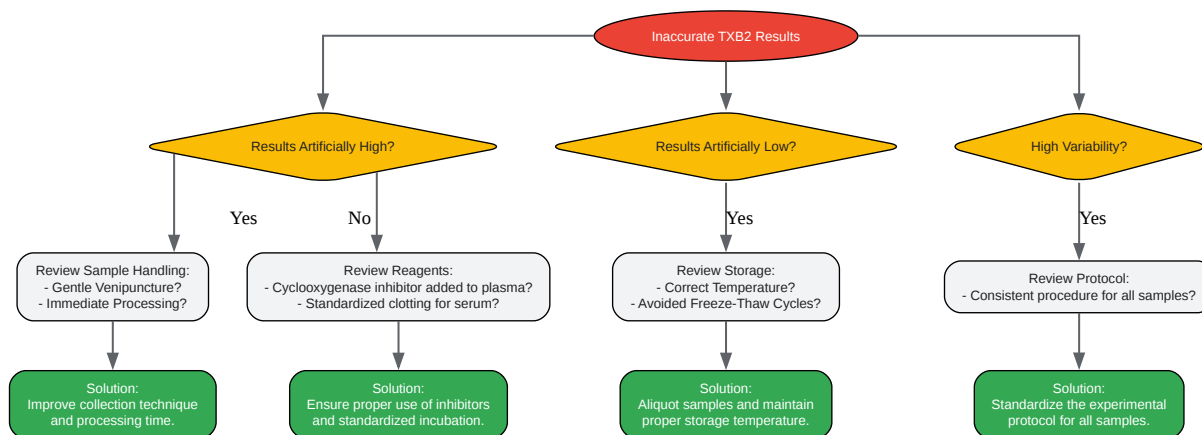 Inaccurate TXB2 Results
Results Artificially High?
Results Artificially Low?
High Variability?
Yes
No
Yes
Yes
Review Sample Handling:
- Gentle Venipuncture?
- Immediate Processing?
Review Reagents:
- Cyclooxygenase inhibitor added to plasma?
- Standardized clotting for serum?
Review Storage:
- Correct Temperature?
- Avoided Freeze-Thaw Cycles?
Review Protocol:
- Consistent procedure for all samples?
Solution:
Improve collection technique
and processing time.
Solution:
Ensure proper use of inhibitors
and standardized incubation.
Solution:
Aliquot samples and maintain
proper storage temperature.
Solution:
Standardize the experimental
protocol for all samples.